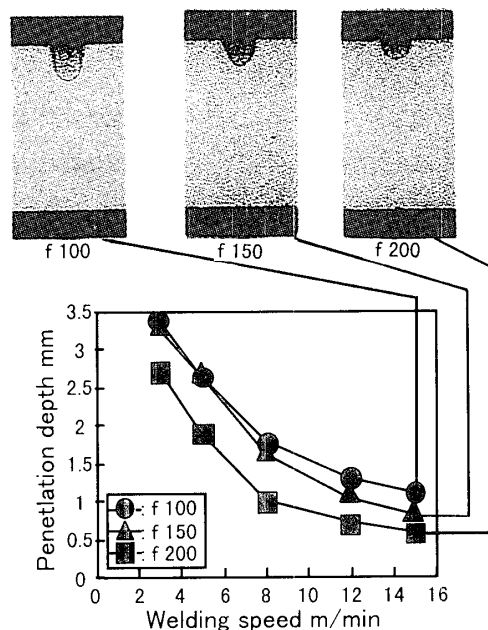 f 100
f 150
f 200
Penetlation depth mm
3.5
3
2.5
2
1.5
1
0.5
0
f 100
f 150
f 200
0 2 4 6 8 10 12 14 16
Welding speed m/min